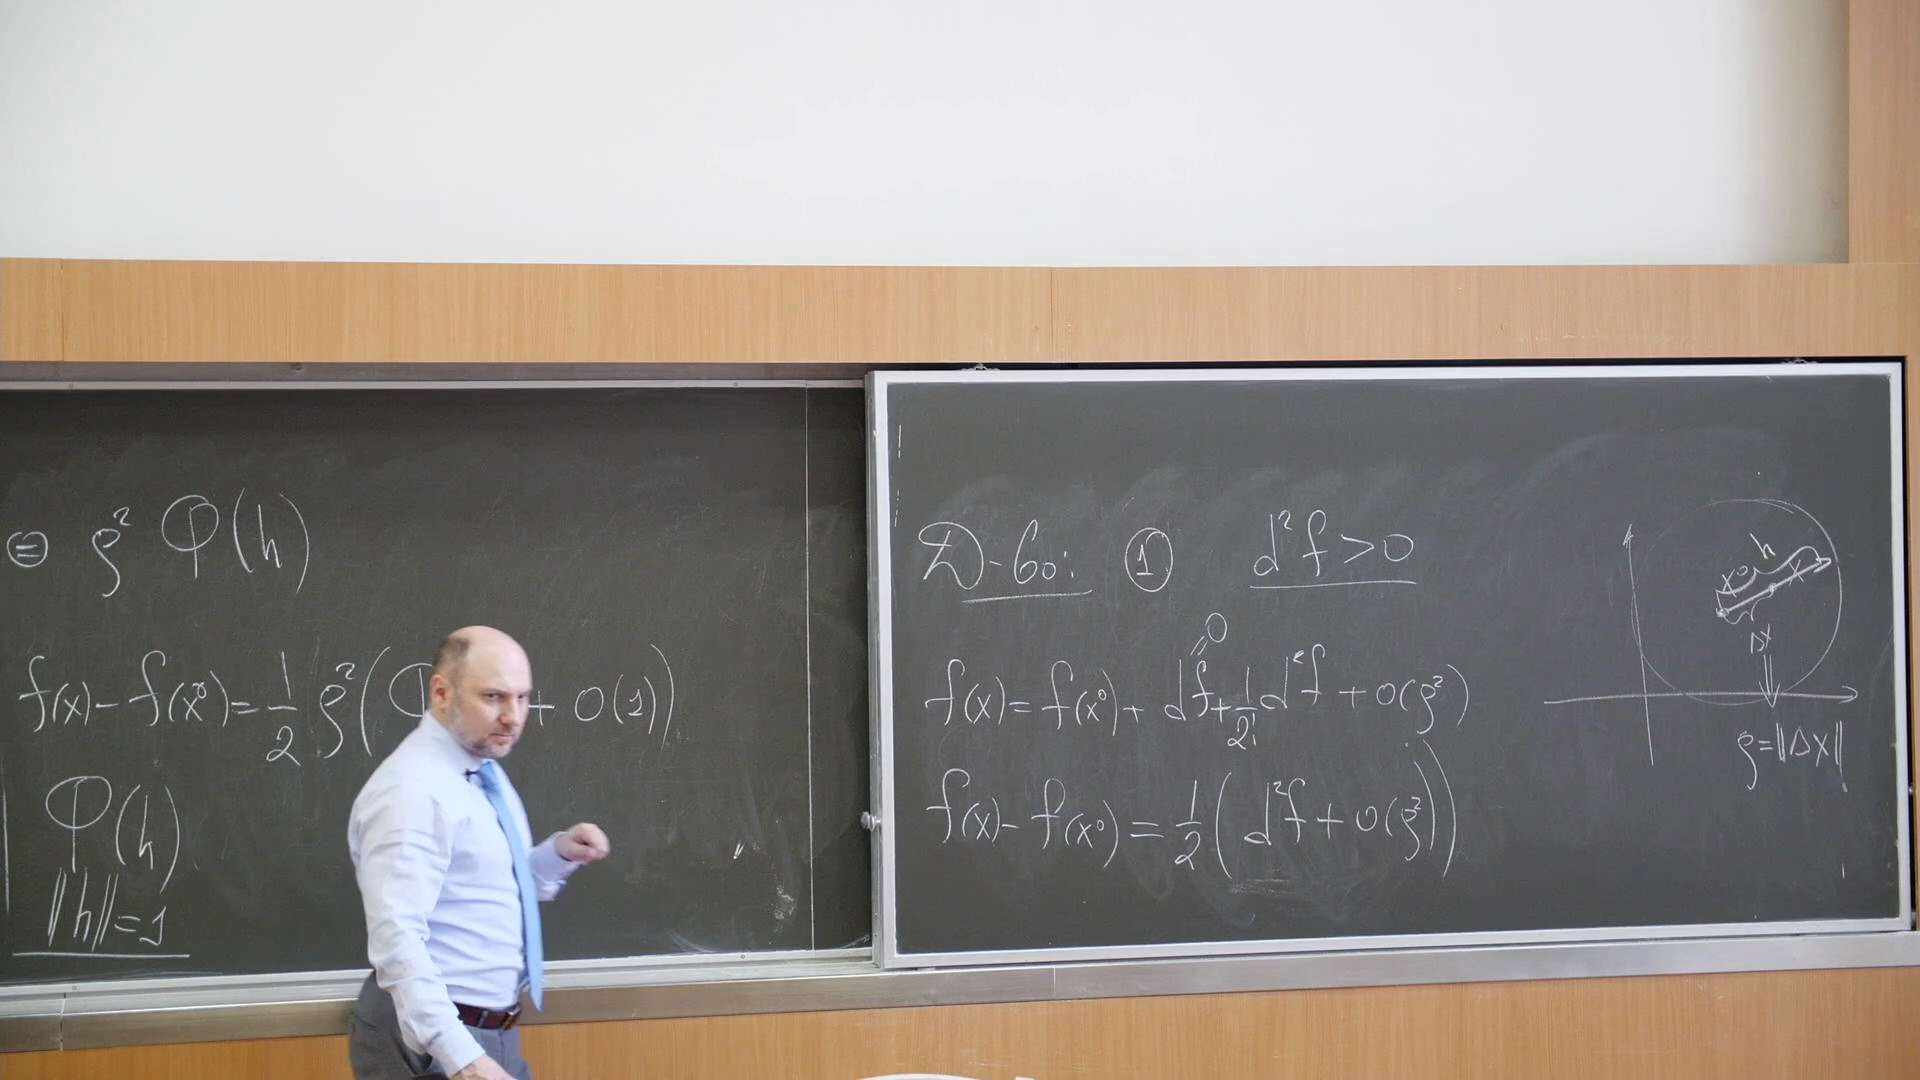 ⊜ ρ² Φ(h)
f(x) - f(x⁰) = 1/2 ρ² (Φ + o(1))
Φ(h)
||h|| = 1
Д-во: ① d²f > 0
f(x) = f(x⁰) + df + 1/2! d²f + o(ρ²)
= 0
f(x) - f(x⁰) = 1/2 (d²f + o(ρ²))
h
x⁰ x
Δx
ρ = ||Δx||